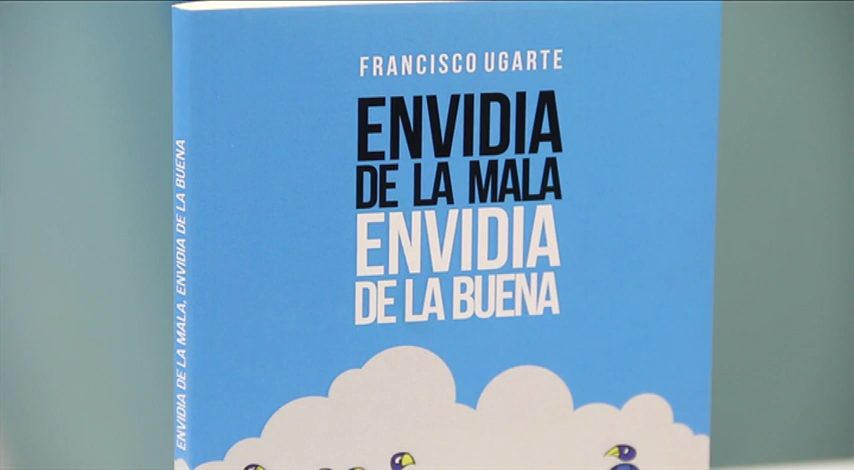 FRANCISCO UGARTE
ENVIDIA
DE LA MALA
ENVIDIA
DE LA BUENA
ENVIDIA DE LA MALA, ENVIDIA DE LA BUENA